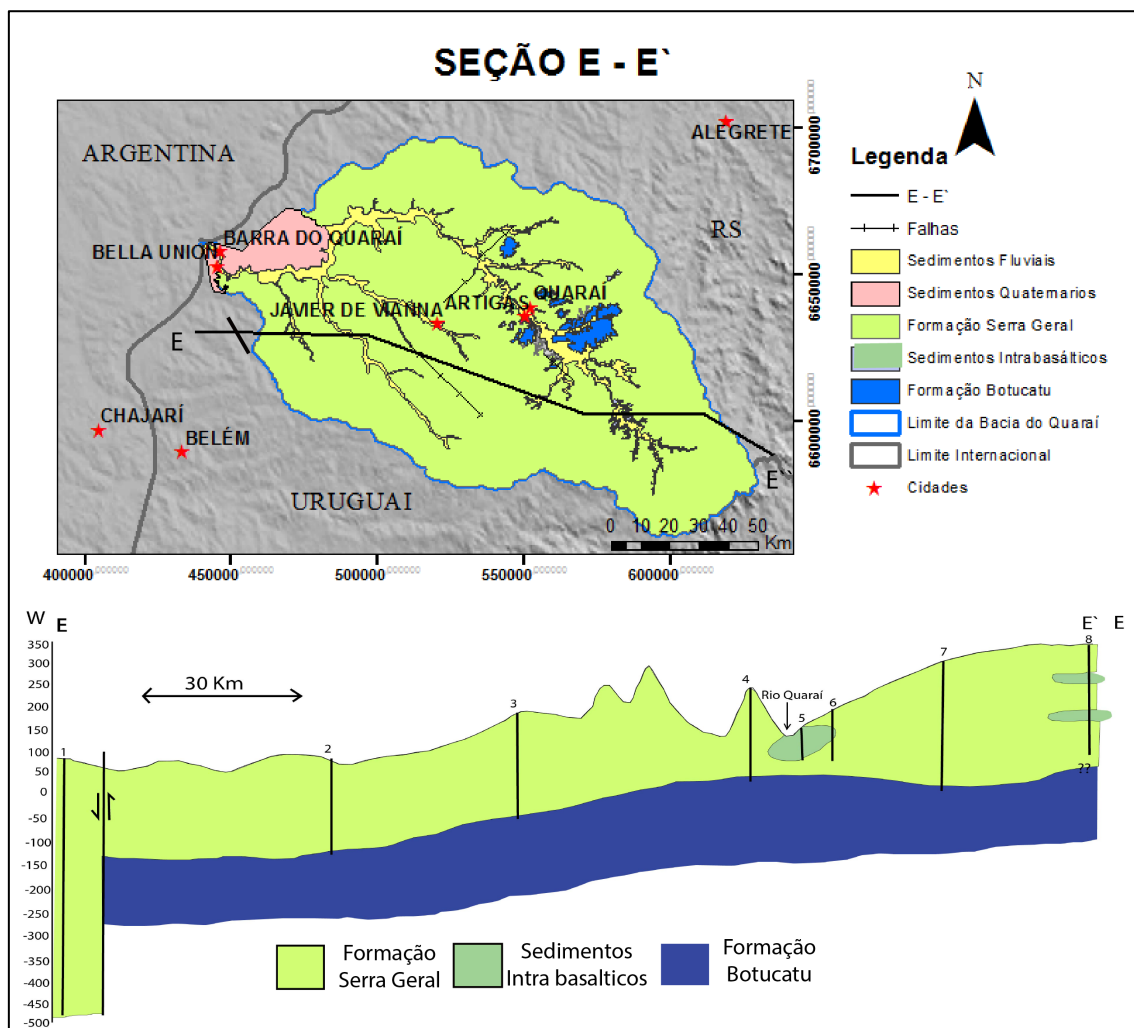 SEÇÃO E - E`
N
ARGENTINA
ALEGRETE
RS
BARRA DO QUARAÍ
BELLA UNION
JAVIER DE VIANNA
ARTIGAS
QUARAÍ
E
CHAJARÍ
BELÉM
URUGUAI
E``
0 10 20 30 40 50
Km
6700000
6650000
6600000
400000
450000
500000
550000
600000
Legenda
E - E`
Falhas
Sedimentos Fluviais
Sedimentos Quaternarios
Formação Serra Geral
Sedimentos Intrabasálticos
Formação Botucatu
Limite da Bacia do Quaraí
Limite Internacional
Cidades
W E
E` E
350
300
250
200
150
100
50
0
-50
-100
-150
-200
-250
-300
-350
-400
-450
-500
30 Km
1
2
3
4
Rio Quaraí
5
6
7
8
??
Formação
Serra Geral
Sedimentos
Intra basalticos
Formação
Botucatu